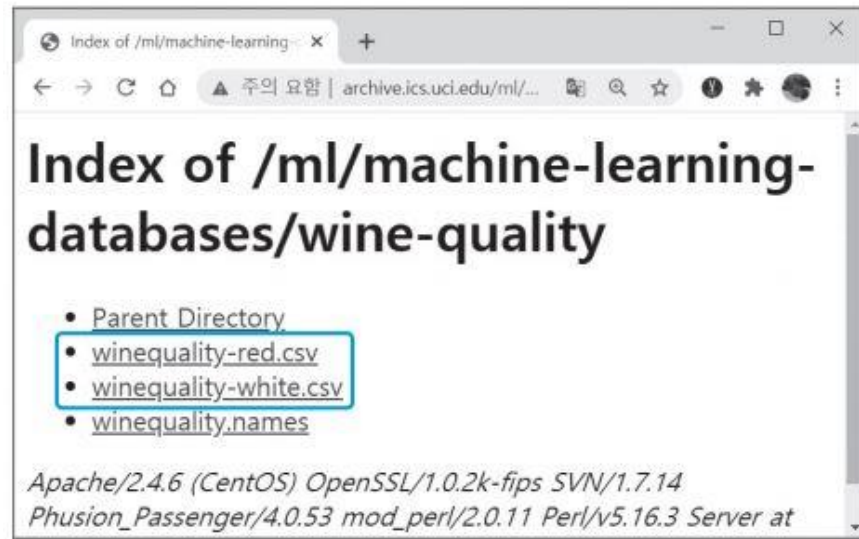 Index of /ml/machine-learning-
주의 요함 | archive.ics.uci.edu/ml/...
Index of /ml/machine-learning-
databases/wine-quality
Parent Directory
winequality-red.csv
winequality-white.csv
winequality.names
Apache/2.4.6 (CentOS) OpenSSL/1.0.2k-fips SVN/1.7.14
Phusion_Passenger/4.0.53 mod_perl/2.0.11 Perl/v5.16.3 Server at